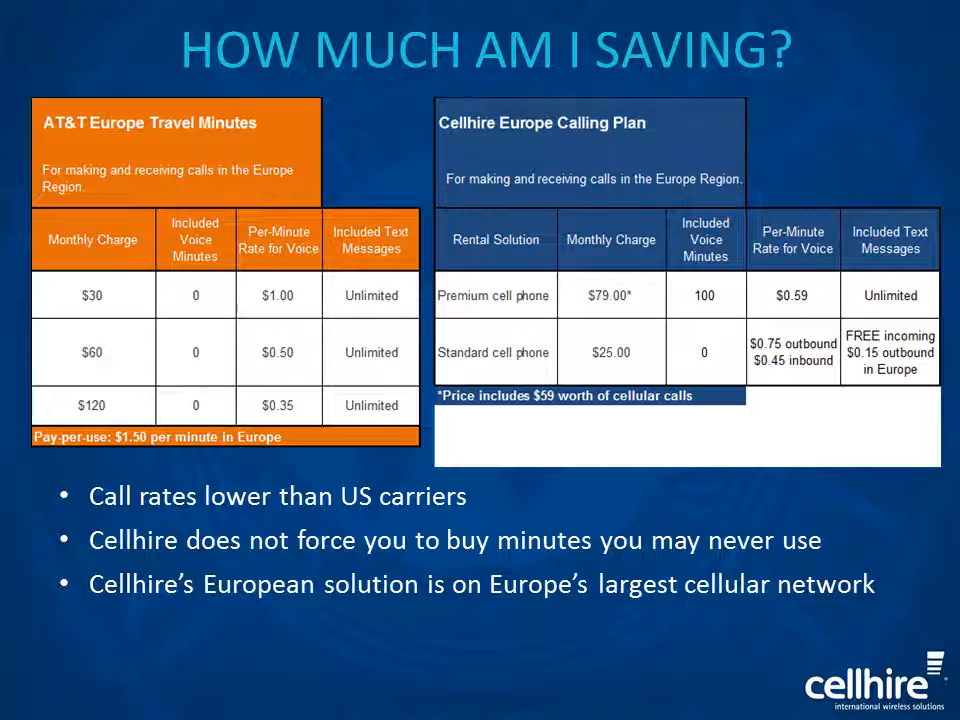 HOW MUCH AM I SAVING?
AT&T Europe Travel Minutes
For making and receiving calls in the Europe
Region.
Monthly Charge
Included
Voice
Minutes
Per-Minute
Rate for Voice
Included Text
Messages
$30
0
$1.00
Unlimited
$60
0
$0.50
Unlimited
$120
0
$0.35
Unlimited
Pay-per-use: $1.50 per minute in Europe
Cellhire Europe Calling Plan
For making and receiving calls in the Europe Region.
Rental Solution
Monthly Charge
Included
Voice
Minutes
Per-Minute
Rate for Voice
Included Text
Messages
Premium cell phone
$79.00*
100
$0.59
Unlimited
Standard cell phone
$25.00
0
$0.75 outbound
$0.45 inbound
FREE incoming
$0.15 outbound
in Europe
*Price includes $59 worth of cellular calls
• Call rates lower than US carriers
• Cellhire does not force you to buy minutes you may never use
• Cellhire's European solution is on Europe's largest cellular network
cellhire
international wireless solutions